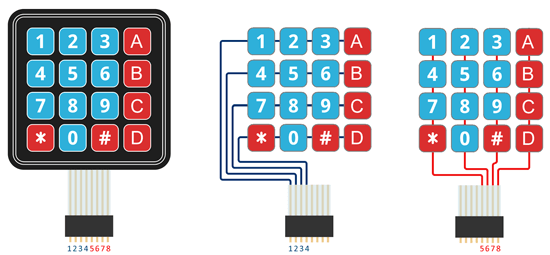 1 2 3 A
4 5 6 B
7 8 9 C
* 0 # D
12345678
1 2 3 A
4 5 6 B
7 8 9 C
* 0 # D
1234
1 2 3 A
4 5 6 B
7 8 9 C
* 0 # D
5678